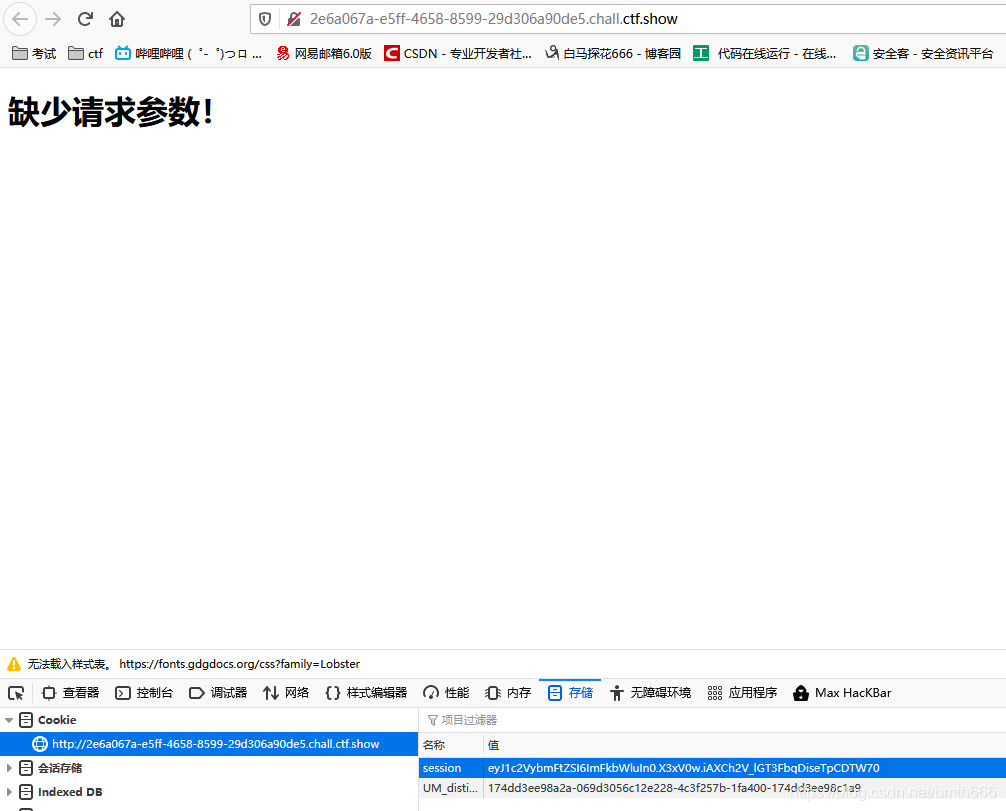 2e6a067a-e5ff-4658-8599-29d306a90de5.chall.ctf.show
考试 ctf 哔哩哔哩 ( ゜- ゜)つロ ... 网易邮箱6.0版 CSDN - 专业开发者社... 白马探花666 - 博客园 代码在线运行 - 在线... 安全客 - 安全资讯平台
缺少请求参数！
无法载入样式表。 https://fonts.gdgdocs.org/css?family=Lobster
查看器 控制台 调试器 网络 样式编辑器 性能 内存 存储 无障碍环境 应用程序 Max HacKBar
Cookie 项目过滤器
http://2e6a067a-e5ff-4658-8599-29d306a90de5.chall.ctf.show 名称 值
会话存储 session eyJ1c2VybmFtZSI6ImFkbWluIn0.X3xV0w.iAXCh2V_lGT3FbqDiseTpCDTW70
Indexed DB UM_disti... 174dd3ee98a2a-069d3056c12e228-4c3f257b-1fa400-174dd3ee98c1a9
https://blog.csdn.net/bmth666